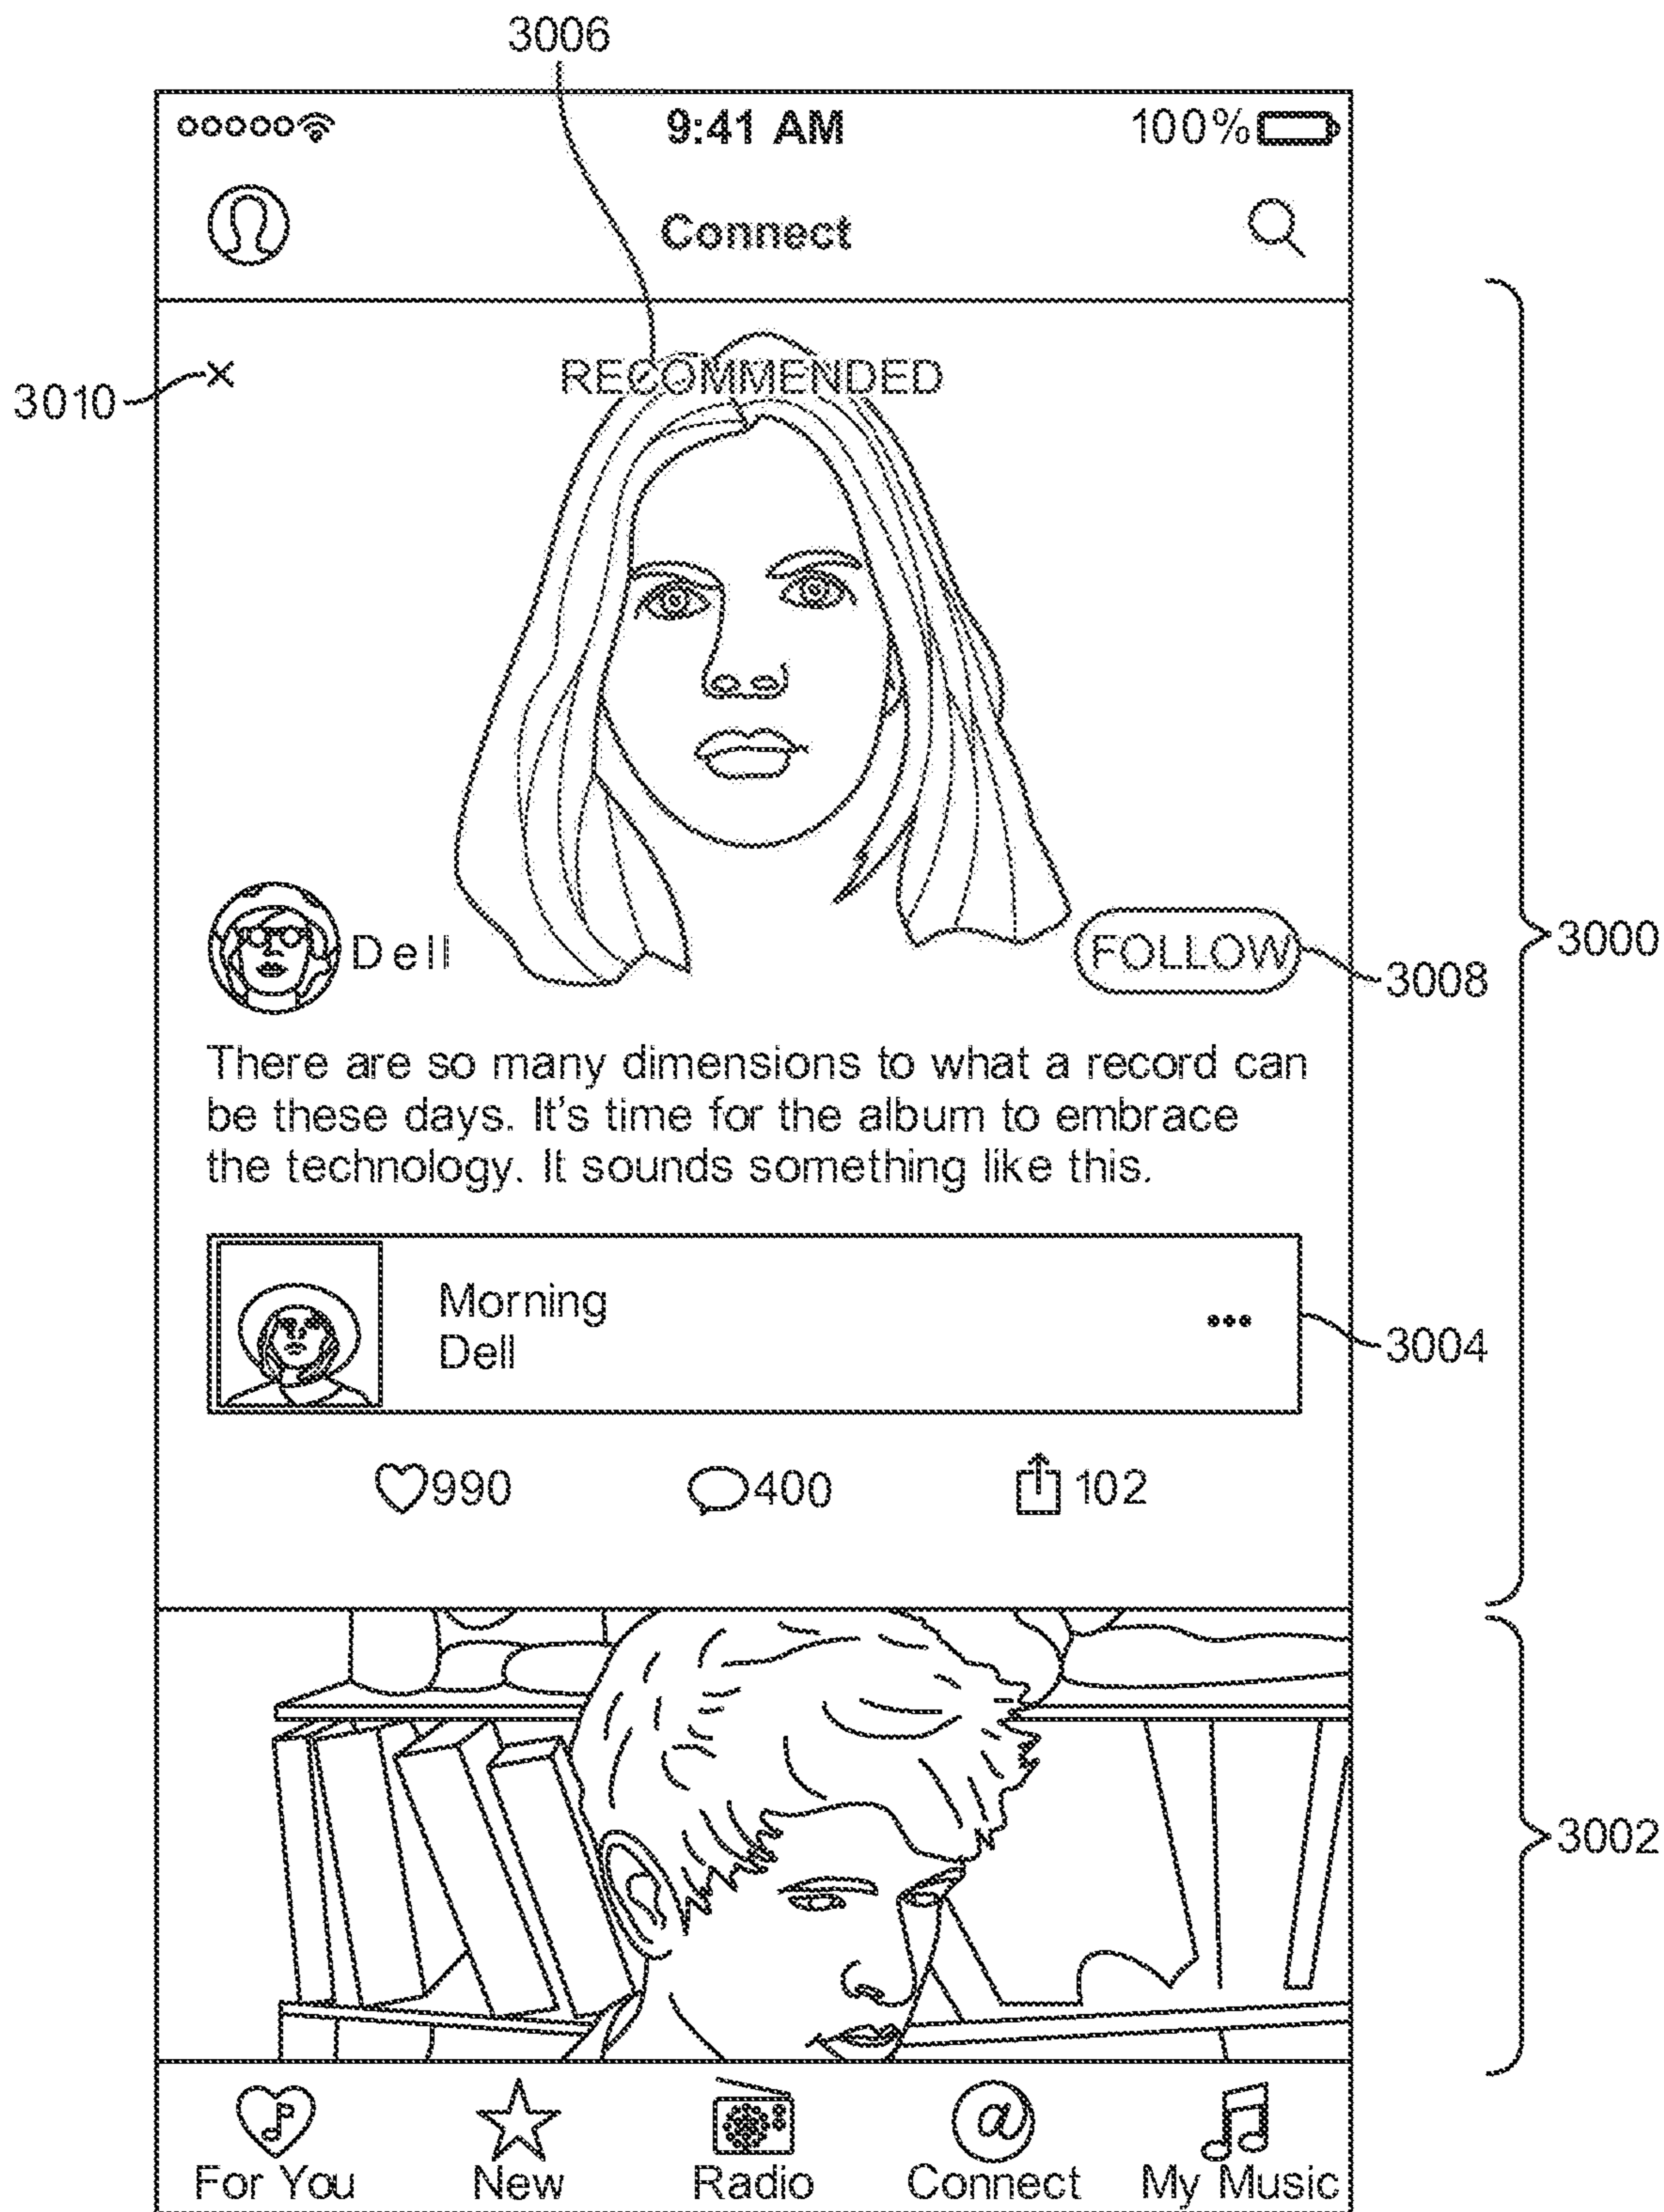 3006
9:41 AM 100%
Connect
3010
RECOMMENDED
Dell
FOLLOW
3000
3008
There are so many dimensions to what a record can
be these days. It’s time for the album to embrace
the technology. It sounds something like this.
Morning
Dell
3004
990 400 102
3002
For You New Radio Connect My Music